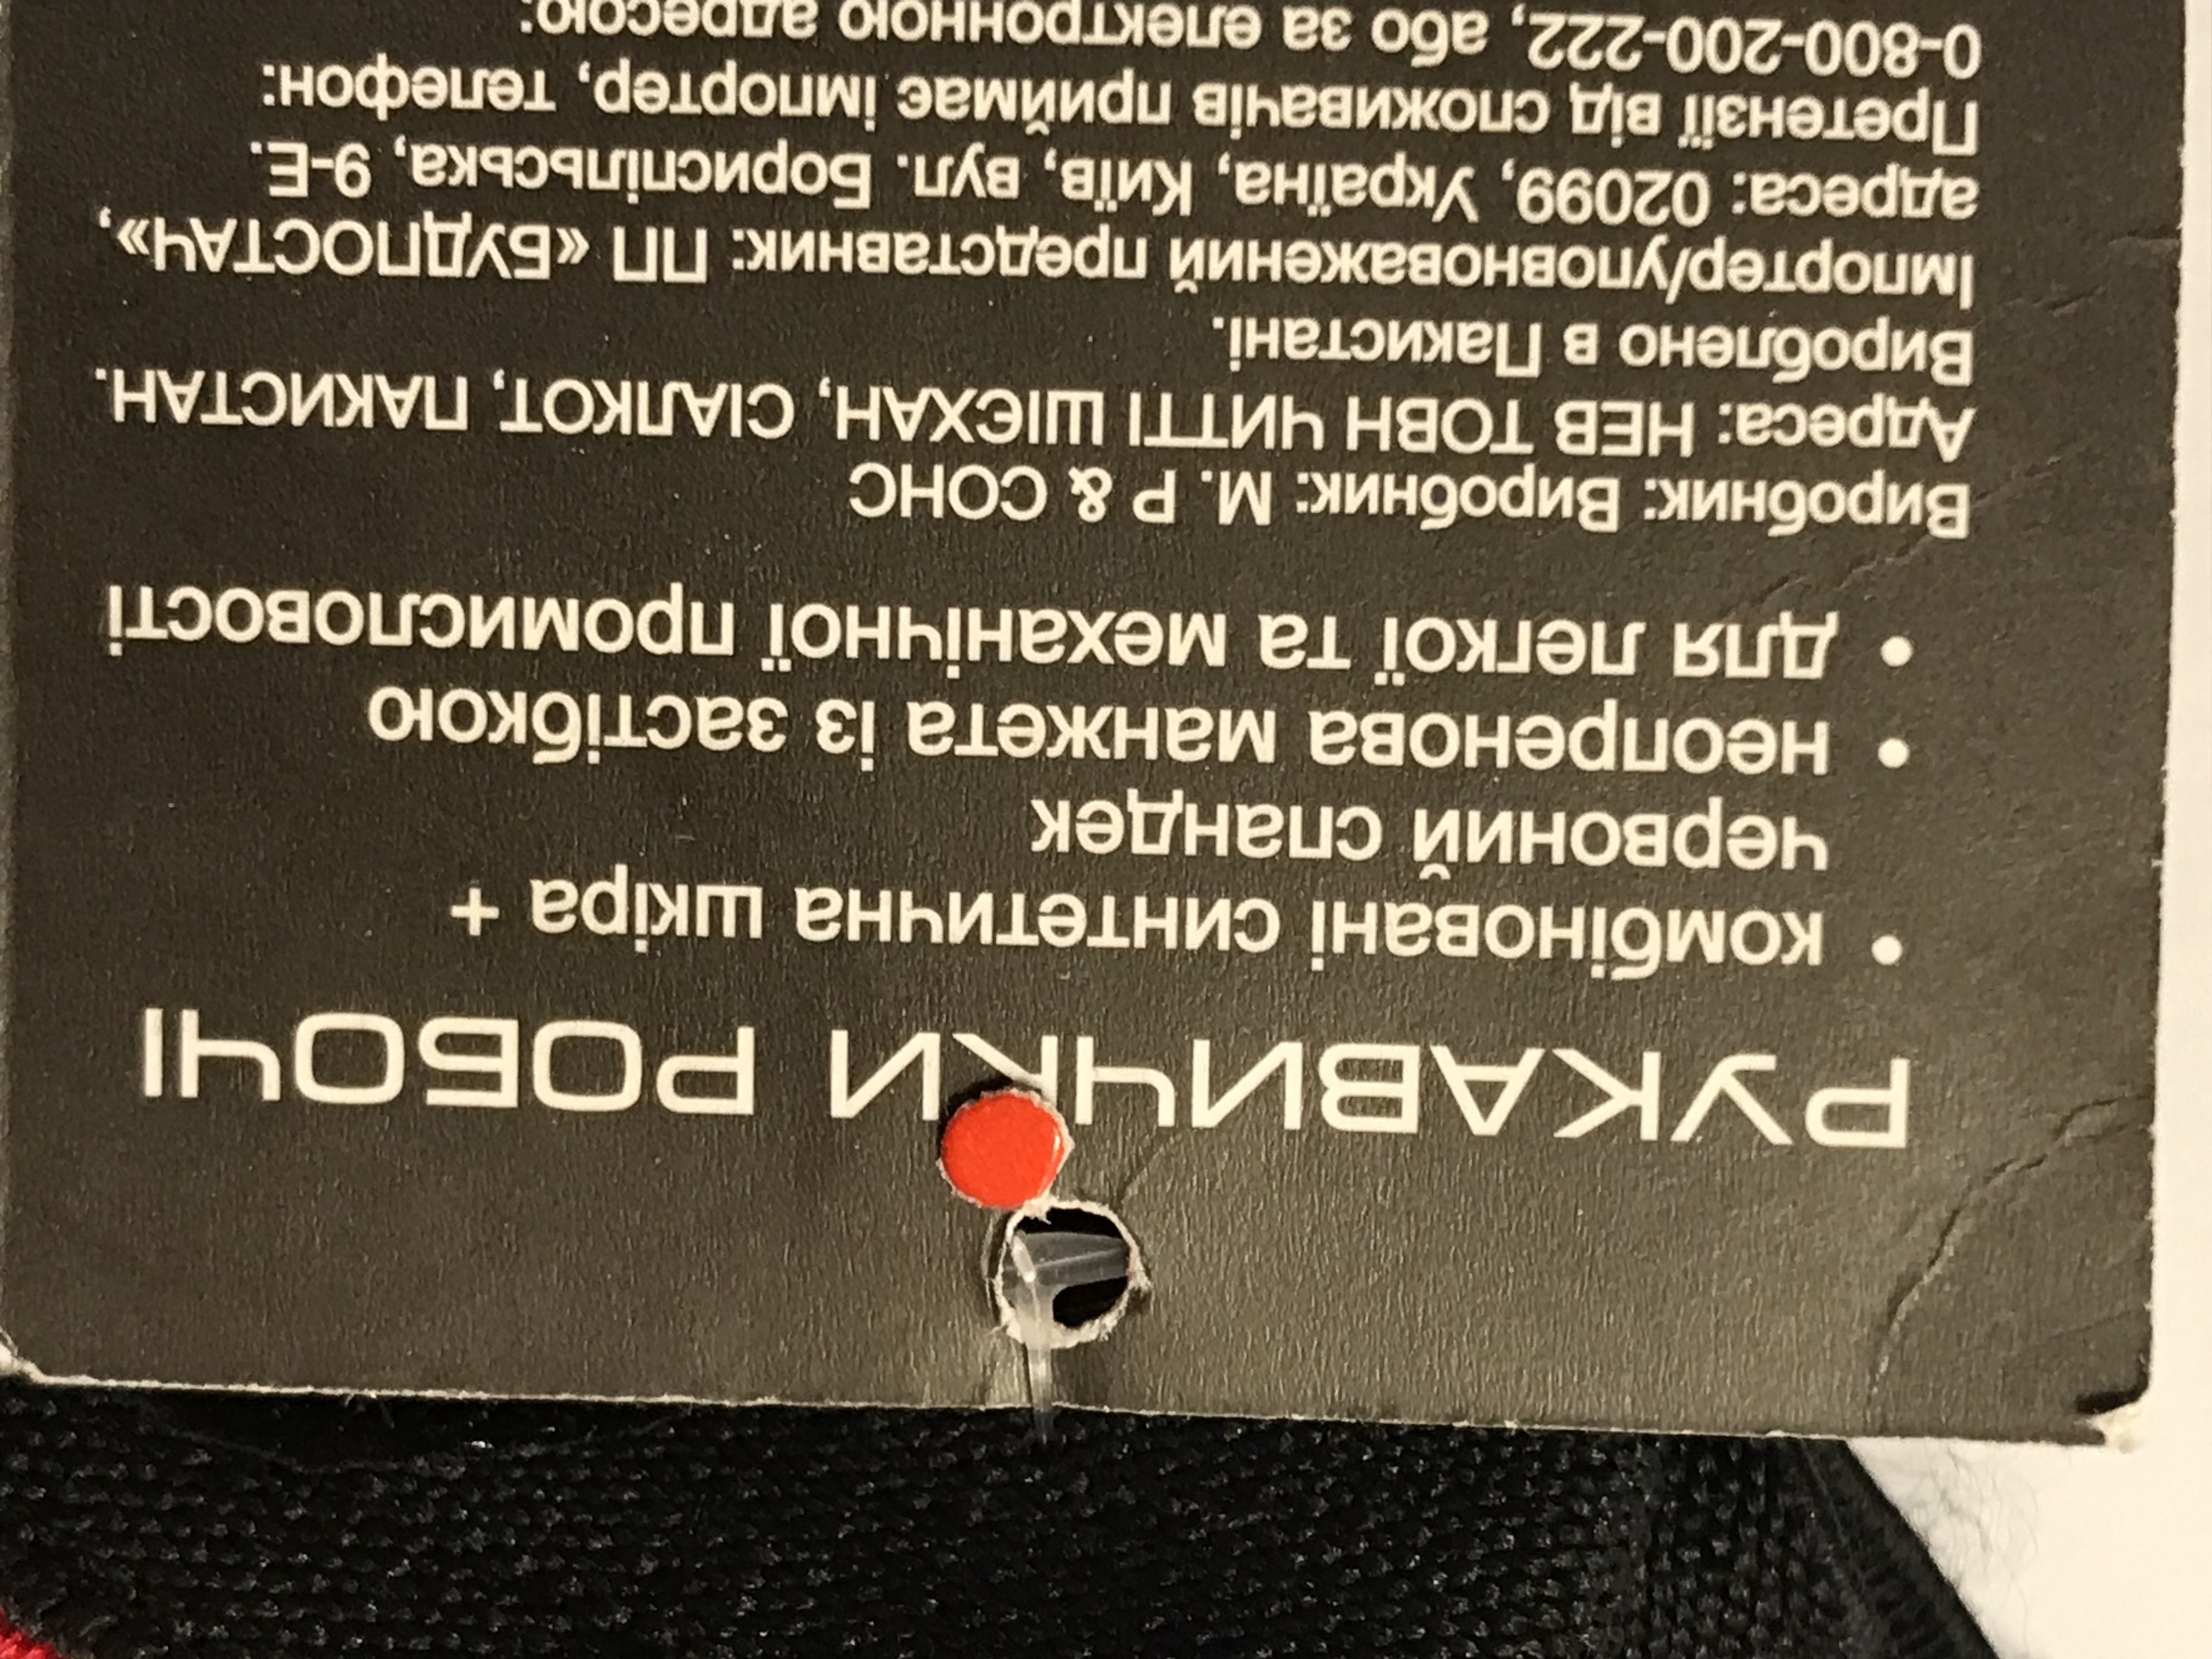 РУКАВИЧКИ РОБОЧІ
• комбіновані синтетична шкіра +
червоний спандек
• неопренова манжета із застібкою
• для легкої та механічної промисловості
Виробник: Виробник: М. Р & СОНС
Адреса: НЕВ ТОВН ЧИТТІ ШІЄХАН, СІАЛКОТ, ПАКИСТАН.
Вироблено в Пакистані.
Імпортер/уповноважений представник: ПП «БУДПОСТАЧ»,
адреса: 02099, Україна, Київ, вул. Бориспільська, 9-Е.
Претензії від споживачів приймає імпортер, телефон:
0-800-200-222, або за електронною адресою: